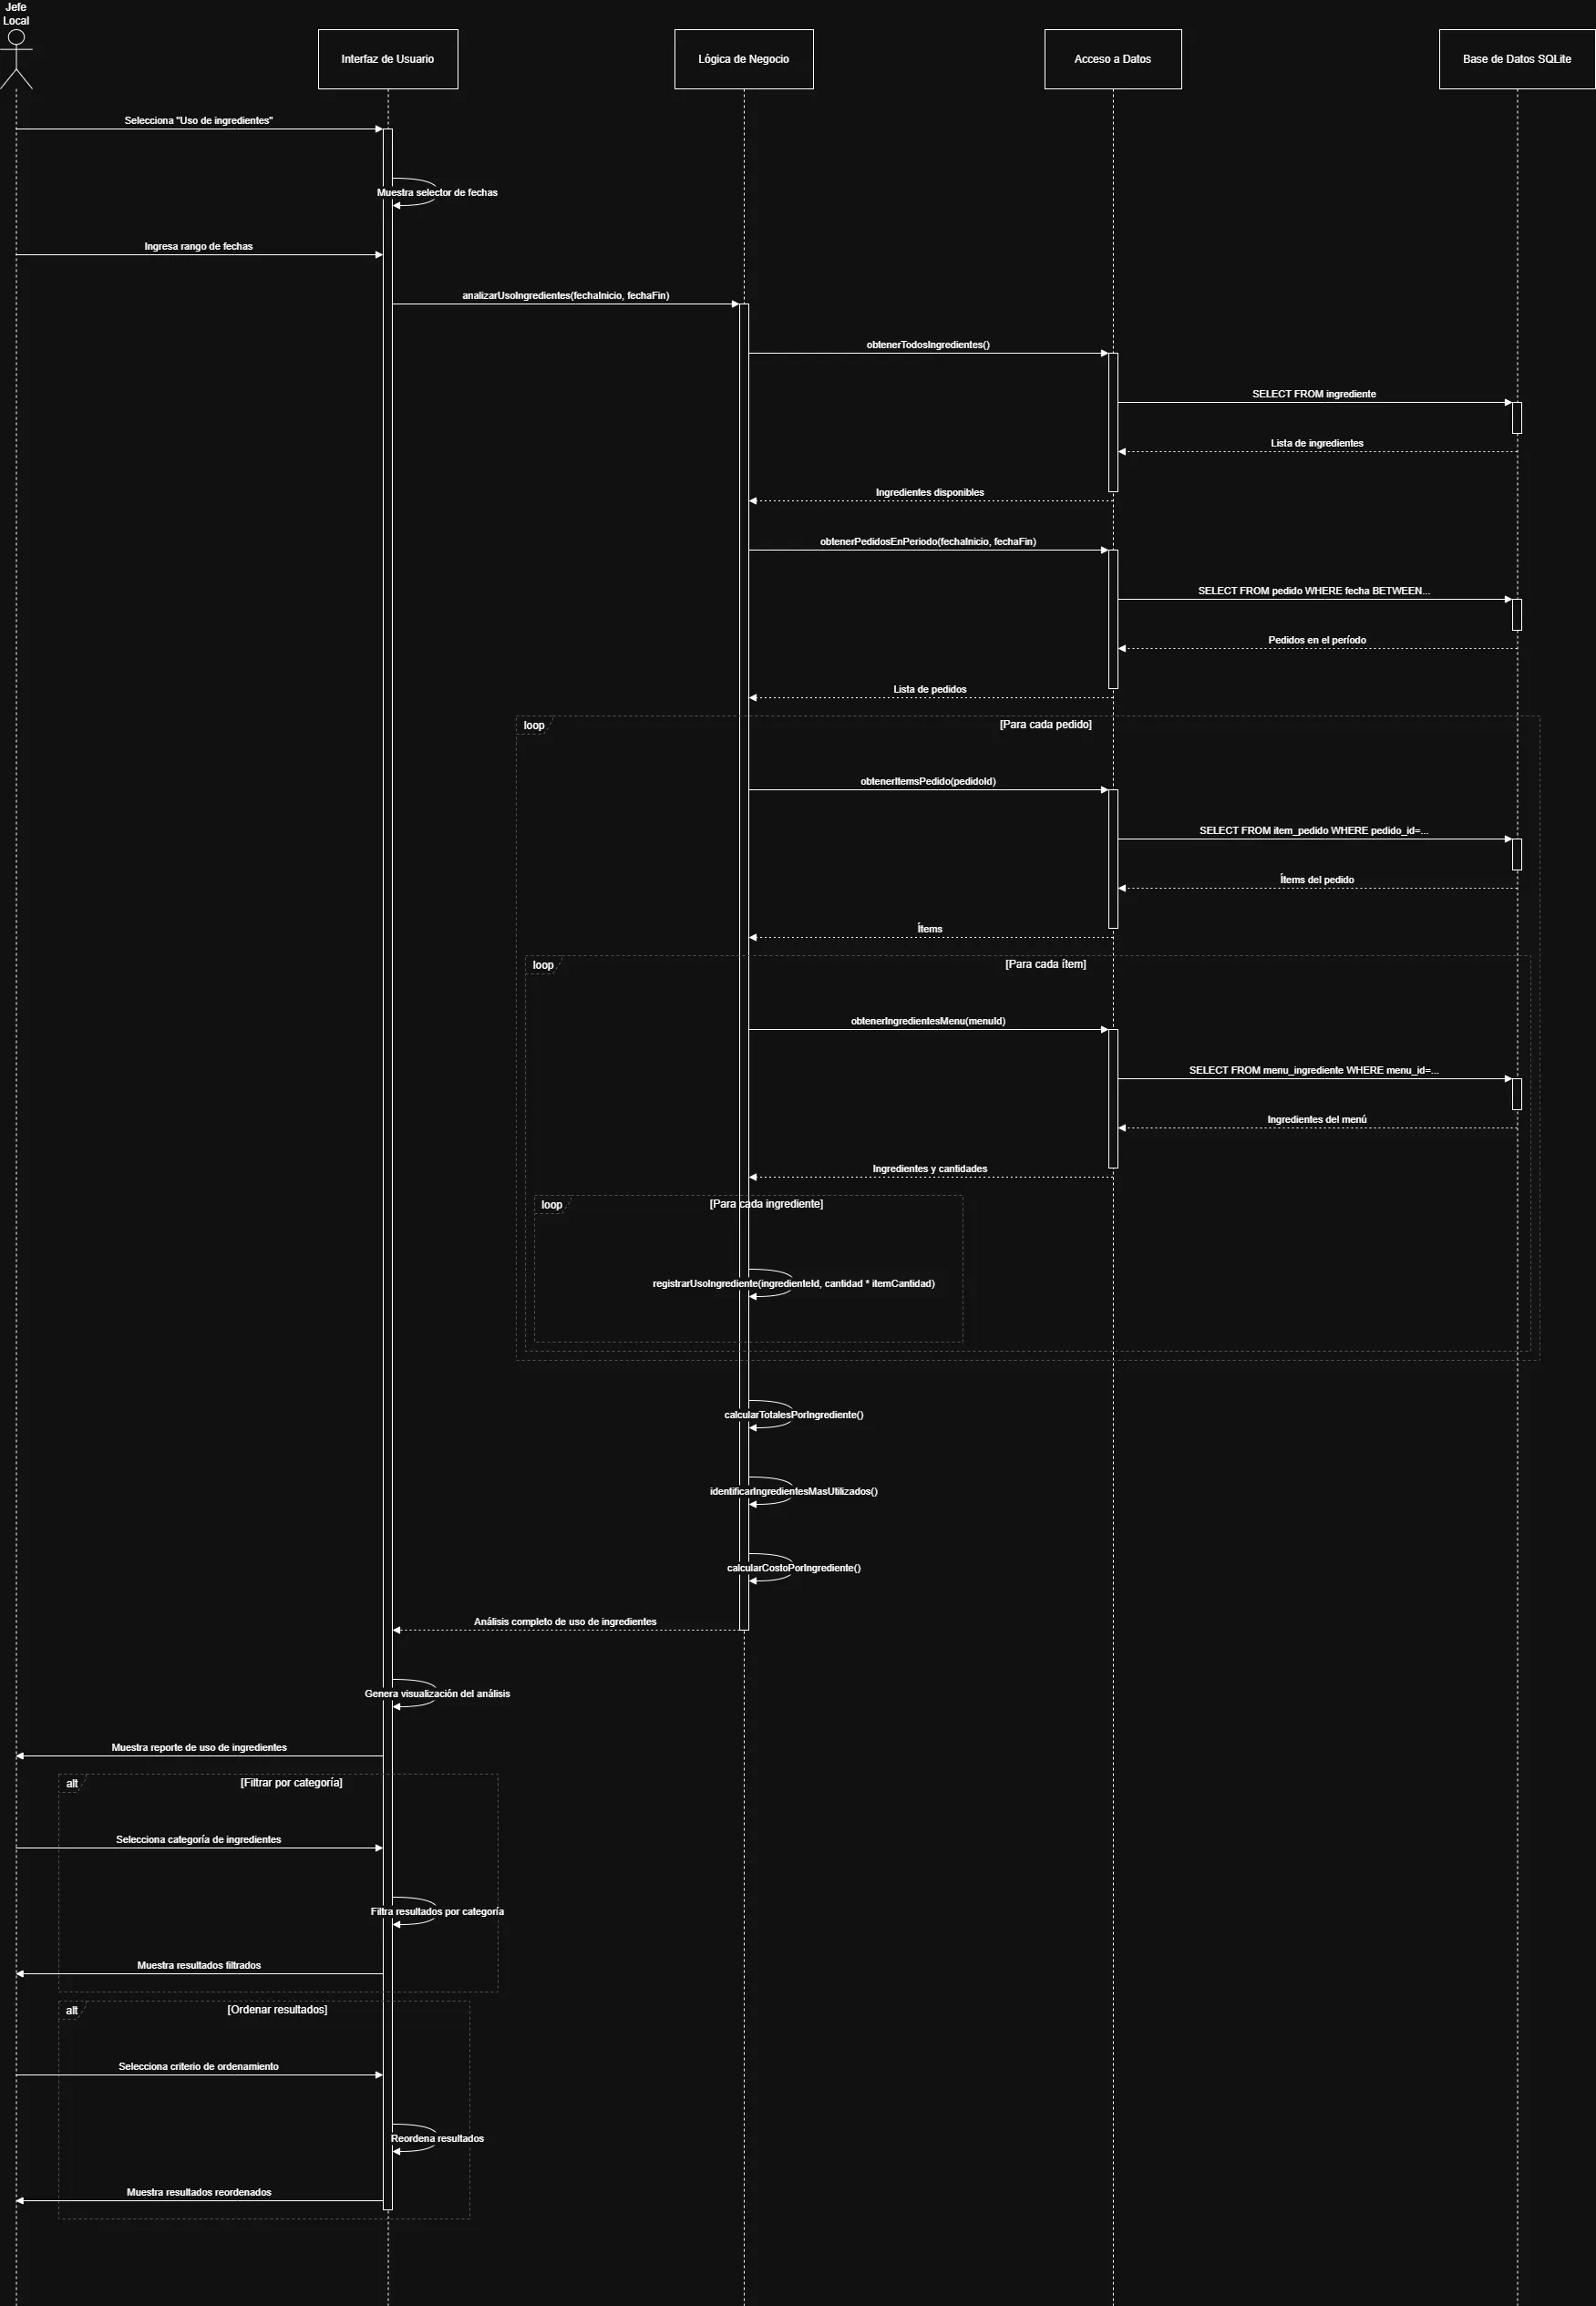 Jefe
Local
Interfaz de Usuario
Lógica de Negocio
Acceso a Datos
Base de Datos SQLite
Selecciona "Uso de ingredientes"
Muestra selector de fechas
Ingresa rango de fechas
analizarUsoIngredientes(fechaInicio, fechaFin)
obtenerTodosIngredientes()
SELECT FROM ingrediente
Lista de ingredientes
Ingredientes disponibles
obtenerPedidosEnPeriodo(fechaInicio, fechaFin)
SELECT FROM pedido WHERE fecha BETWEEN...
Pedidos en el período
Lista de pedidos
loop
[Para cada pedido]
obtenerItemsPedido(pedidoId)
SELECT FROM item_pedido WHERE pedido_id=...
Ítems del pedido
Ítems
loop
[Para cada ítem]
obtenerIngredientesMenu(menuId)
SELECT FROM menu_ingrediente WHERE menu_id=...
Ingredientes del menú
Ingredientes y cantidades
loop
[Para cada ingrediente]
registrarUsoIngrediente(ingredienteId, cantidad * itemCantidad)
calcularTotalesPorIngrediente()
identificarIngredientesMasUtilizados()
calcularCostoPorIngrediente()
Análisis completo de uso de ingredientes
Genera visualización del análisis
Muestra reporte de uso de ingredientes
alt
[Filtrar por categoría]
Selecciona categoría de ingredientes
Filtra resultados por categoría
Muestra resultados filtrados
alt
[Ordenar resultados]
Selecciona criterio de ordenamiento
Reordena resultados
Muestra resultados reordenados